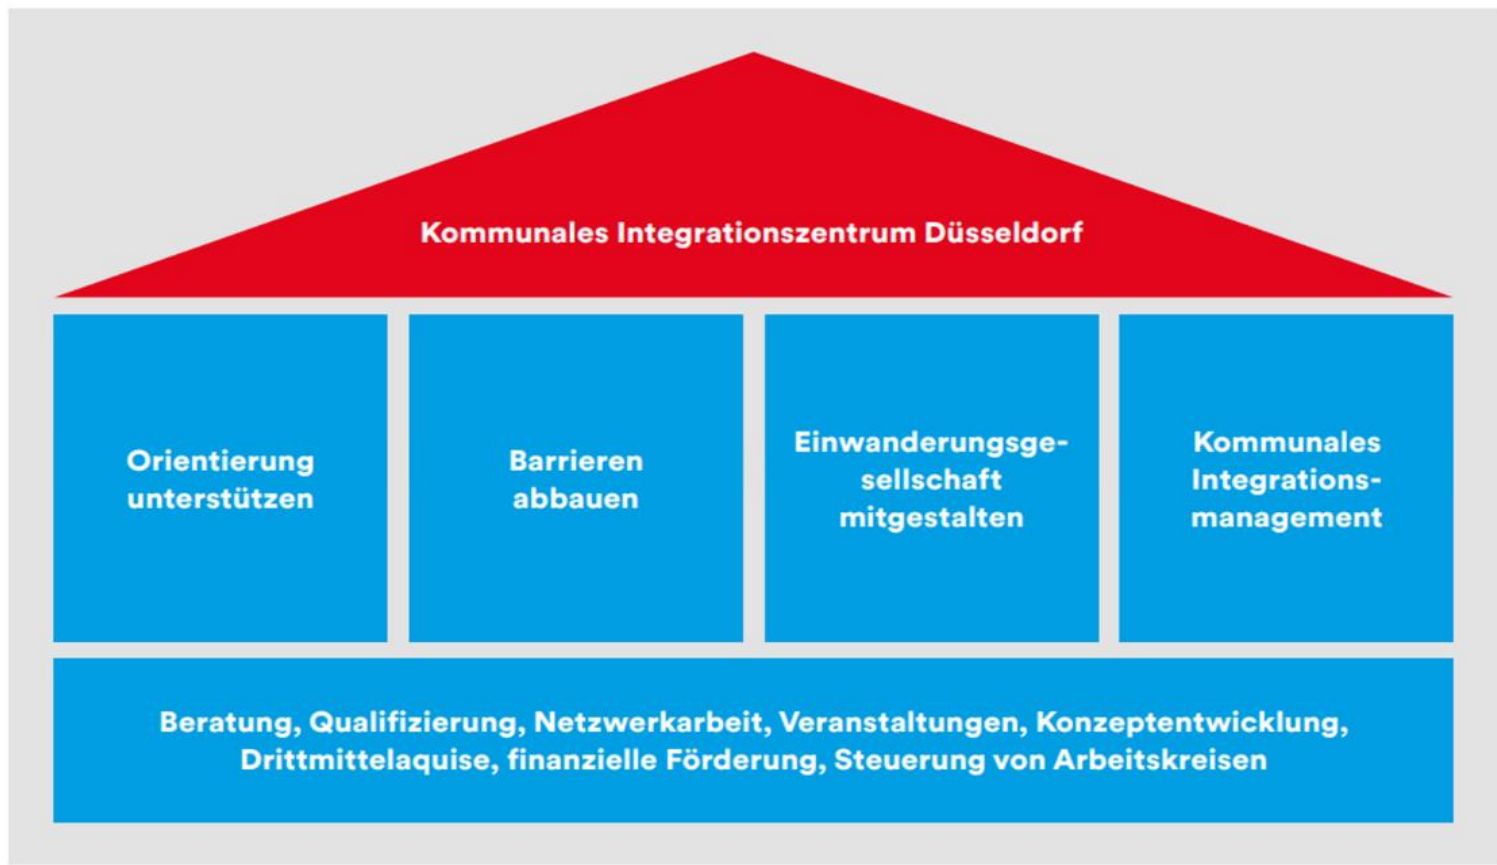 Kommunales Integrationszentrum Düsseldorf
Orientierung
unterstützen
Barrieren
abbauen
Einwanderungsge-
sellschaft
mitgestalten
Kommunales
Integrations-
management
Beratung, Qualifizierung, Netzwerkarbeit, Veranstaltungen, Konzeptentwicklung,
Drittmittelaquise, finanzielle Förderung, Steuerung von Arbeitskreisen